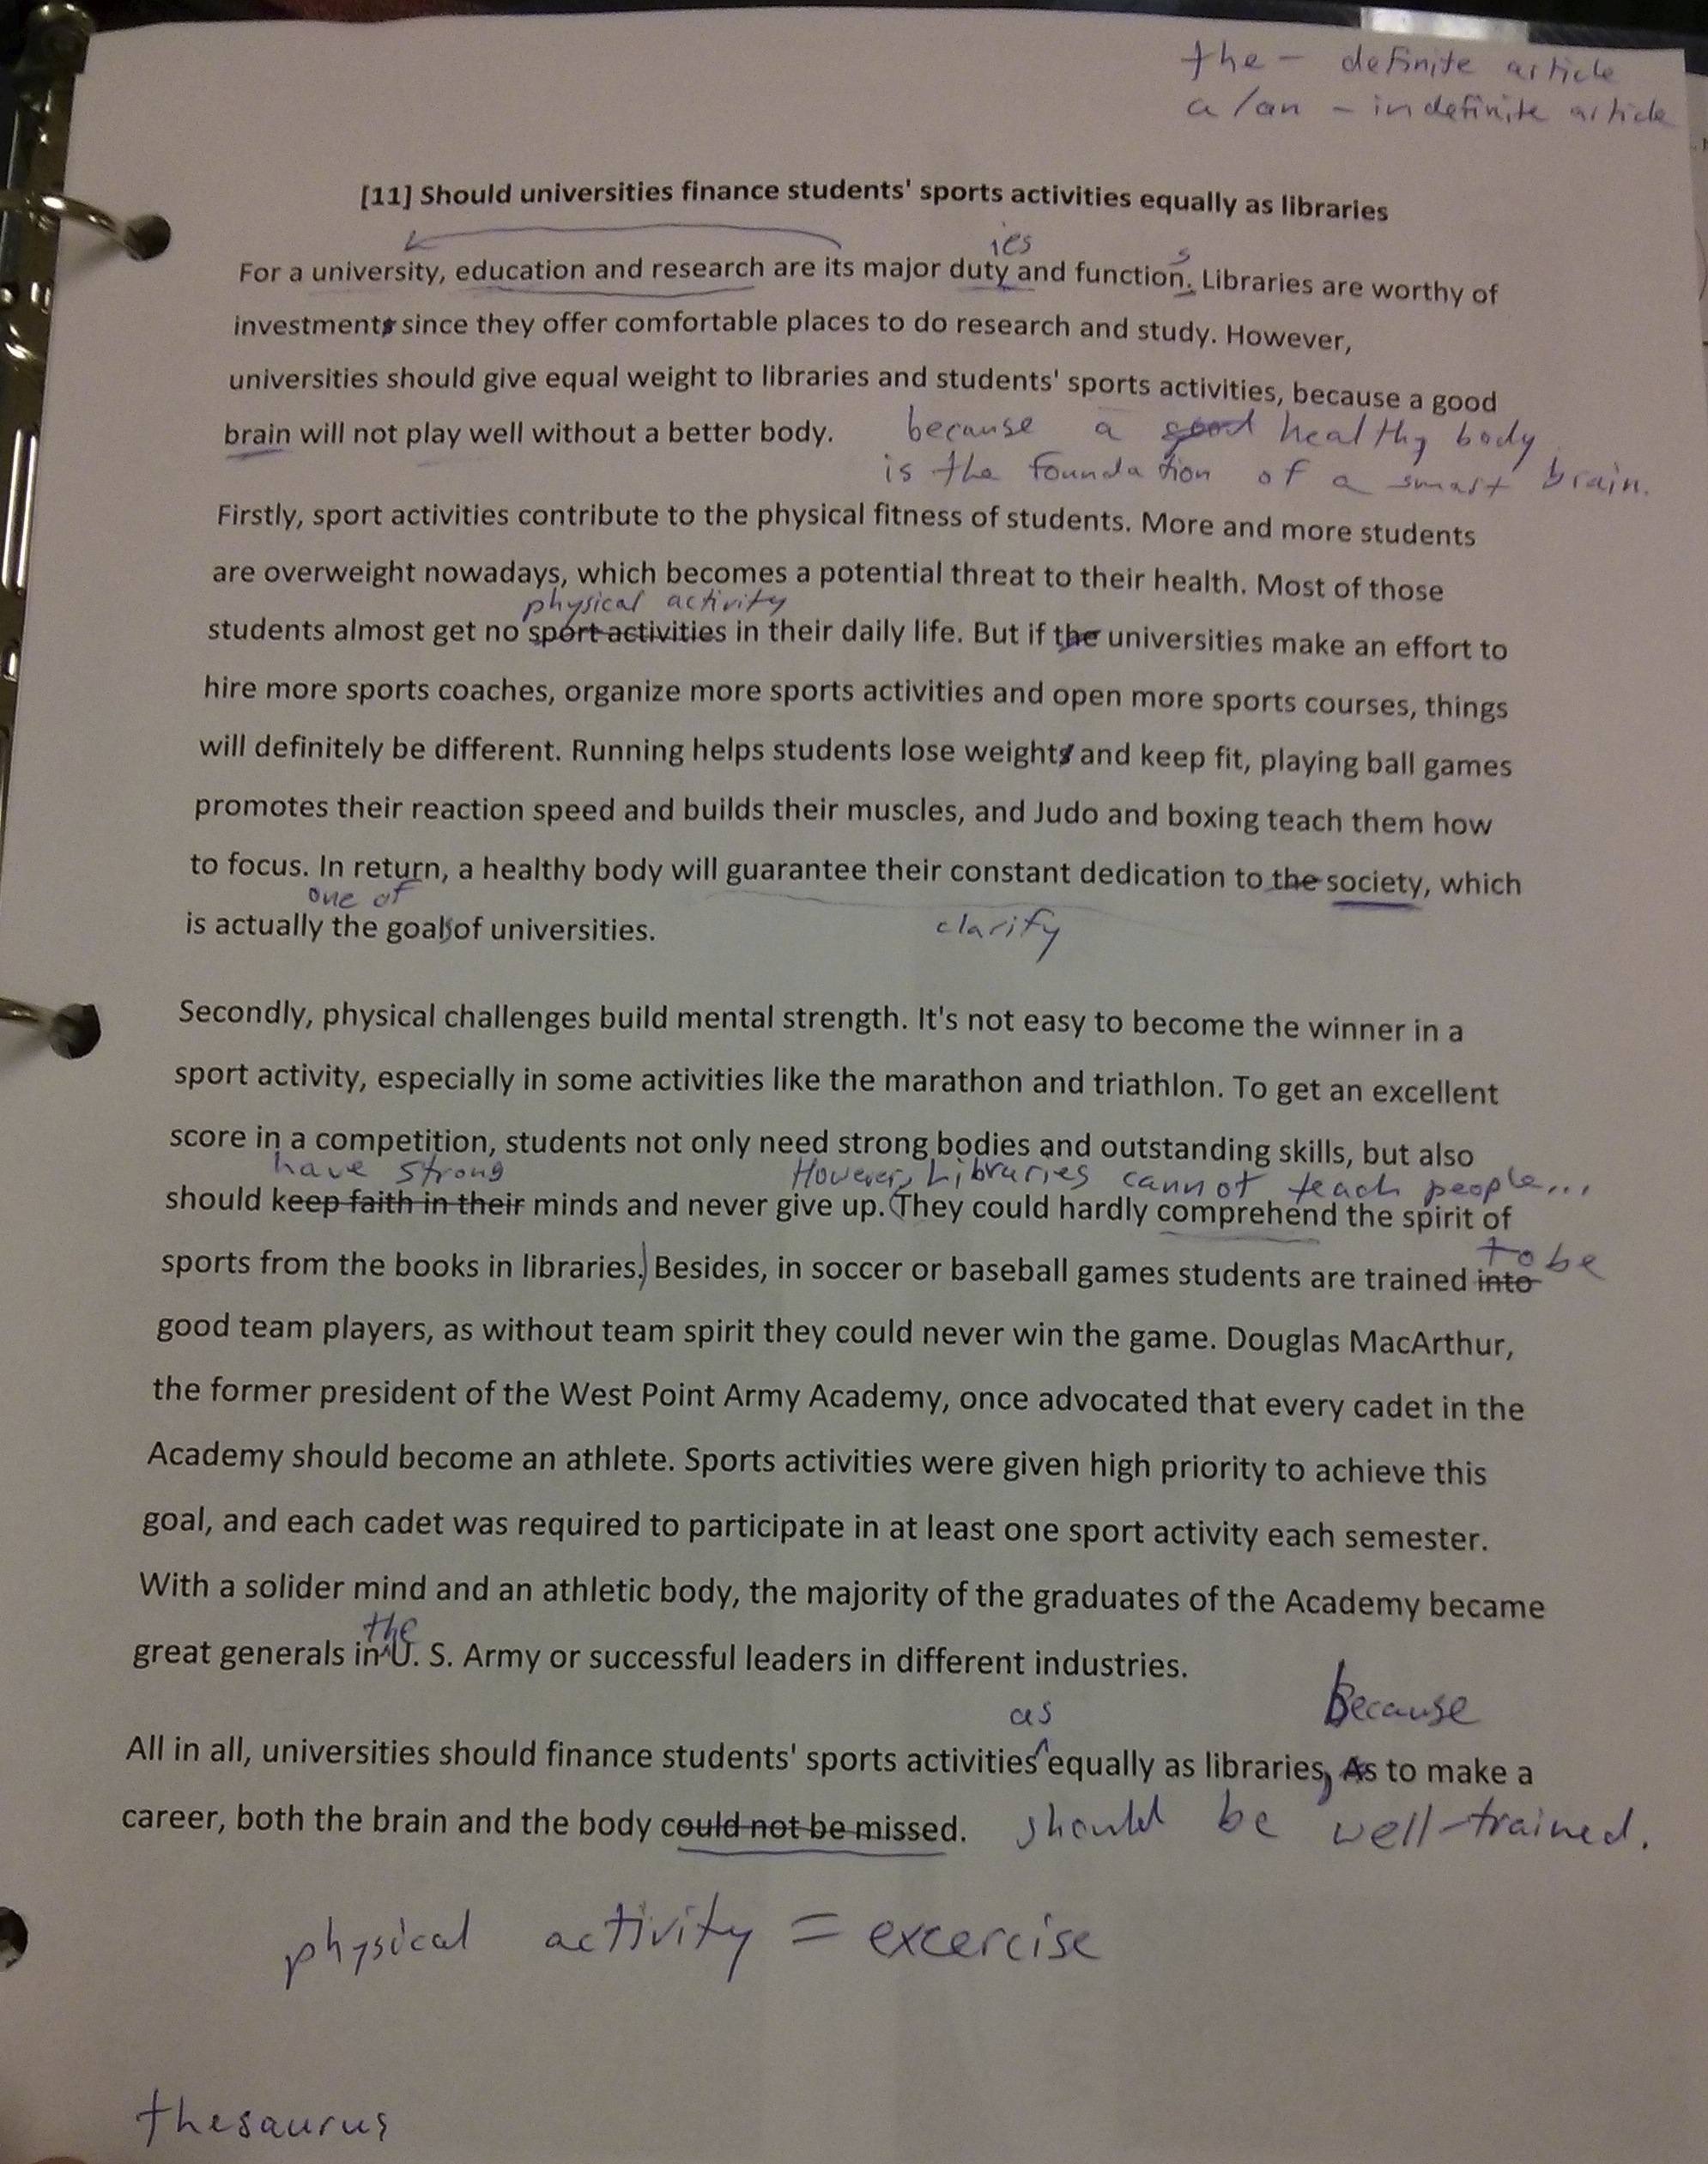 the - definite article
a/an - indefinite article
[11] Should universities finance students' sports activities equally as libraries
ies s
For a university, education and research are its major duty and function. Libraries are worthy of
investments since they offer comfortable places to do research and study. However,
universities should give equal weight to libraries and students' sports activities, because a good
brain will not play well without a better body. because a good healthy body
is the foundation of a smart brain.
Firstly, sport activities contribute to the physical fitness of students. More and more students
are overweight nowadays, which becomes a potential threat to their health. Most of those
physical activity
students almost get no sport activities in their daily life. But if the universities make an effort to
hire more sports coaches, organize more sports activities and open more sports courses, things
will definitely be different. Running helps students lose weights and keep fit, playing ball games
promotes their reaction speed and builds their muscles, and Judo and boxing teach them how
to focus. In return, a healthy body will guarantee their constant dedication to the society, which
one of
is actually the goals of universities.
clarify
Secondly, physical challenges build mental strength. It's not easy to become the winner in a
sport activity, especially in some activities like the marathon and triathlon. To get an excellent
score in a competition, students not only need strong bodies and outstanding skills, but also
have strong However, Libraries cannot teach people...
should keep faith in their minds and never give up. (They could hardly comprehend the spirit of
to be
sports from the books in libraries.) Besides, in soccer or baseball games students are trained into
good team players, as without team spirit they could never win the game. Douglas MacArthur,
the former president of the West Point Army Academy, once advocated that every cadet in the
Academy should become an athlete. Sports activities were given high priority to achieve this
goal, and each cadet was required to participate in at least one sport activity each semester.
With a solider mind and an athletic body, the majority of the graduates of the Academy became
the
great generals in^U. S. Army or successful leaders in different industries.
as because
All in all, universities should finance students' sports activities^equally as libraries, As to make a
career, both the brain and the body could not be missed. should be well-trained.
physical activity = excercise
thesaurus